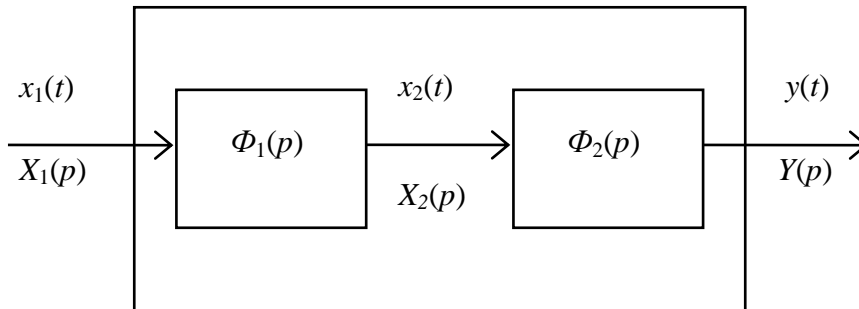 x₁(t) x₂(t) y(t)
Φ₁(p) Φ₂(p)
X₁(p) X₂(p) Y(p)